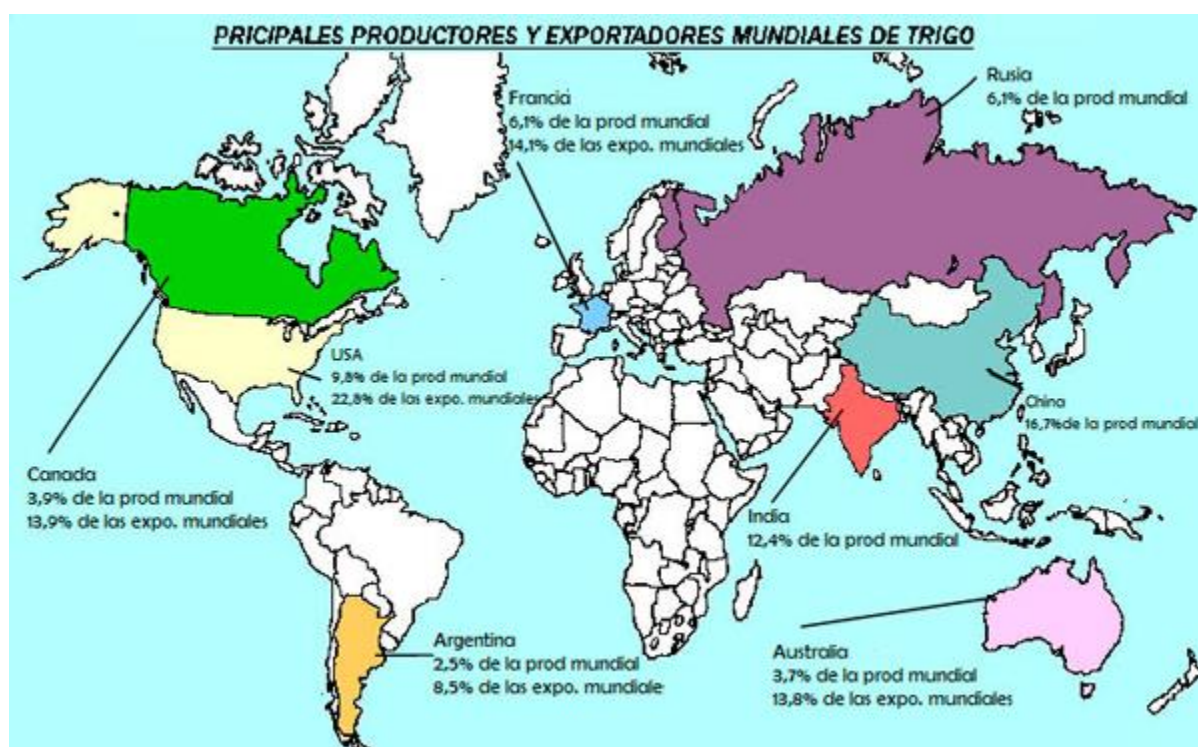 PRICIPALES PRODUCTORES Y EXPORTADORES MUNDIALES DE TRIGO
Rusia
6,1% de la prod mundial
Francia
6,1% de la prod mundial
14,1% de las expo. mundiales
USA
9,8% de la prod mundial
22,8% de las expo. mundiales
China
16,7%de la prod mundial
Canada
3,9% de la prod mundial
13,9% de las expo. mundiales
India
12,4% de la prod mundial
Argentina
2,5% de la prod mundial
8,5% de las expo. mundiale
Australia
3,7% de la prod mundial
13,8% de las expo. mundiales